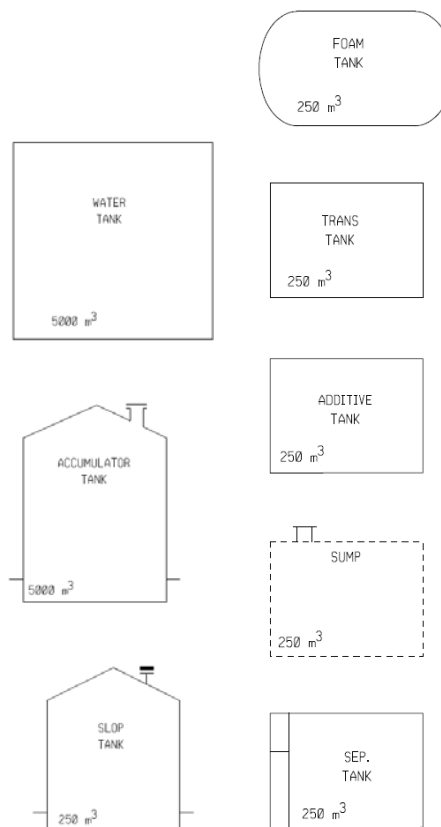 FOAM
TANK
250 m³
WATER
TANK
5000 m³
TRANS
TANK
250 m³
ADDITIVE
TANK
250 m³
ACCUMULATOR
TANK
5000 m³
SUMP
250 m³
SLOP
TANK
250 m³
SEP.
TANK
250 m³